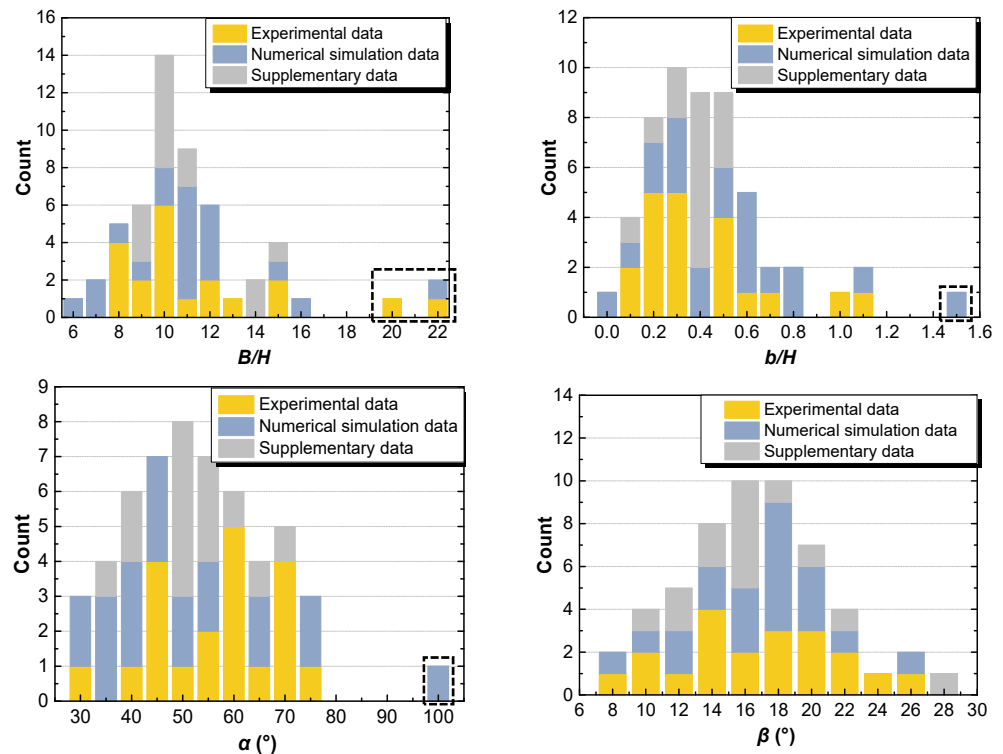 16
14
12
10
8
6
4
2
0
Count
Experimental data
Numerical simulation data
Supplementary data
6 8 10 12 14 16 18 20 22
B/H
12
10
8
6
4
2
0
Count
Experimental data
Numerical simulation data
Supplementary data
0.0 0.2 0.4 0.6 0.8 1.0 1.2 1.4 1.6
b/H
9
8
7
6
5
4
3
2
1
0
Count
Experimental data
Numerical simulation data
Supplementary data
30 40 50 60 70 80 90 100
α (°)
14
12
10
8
6
4
2
0
Count
Experimental data
Numerical simulation data
Supplementary data
6 8 10 12 14 16 18 20 22 24 26 28 30
β (°)